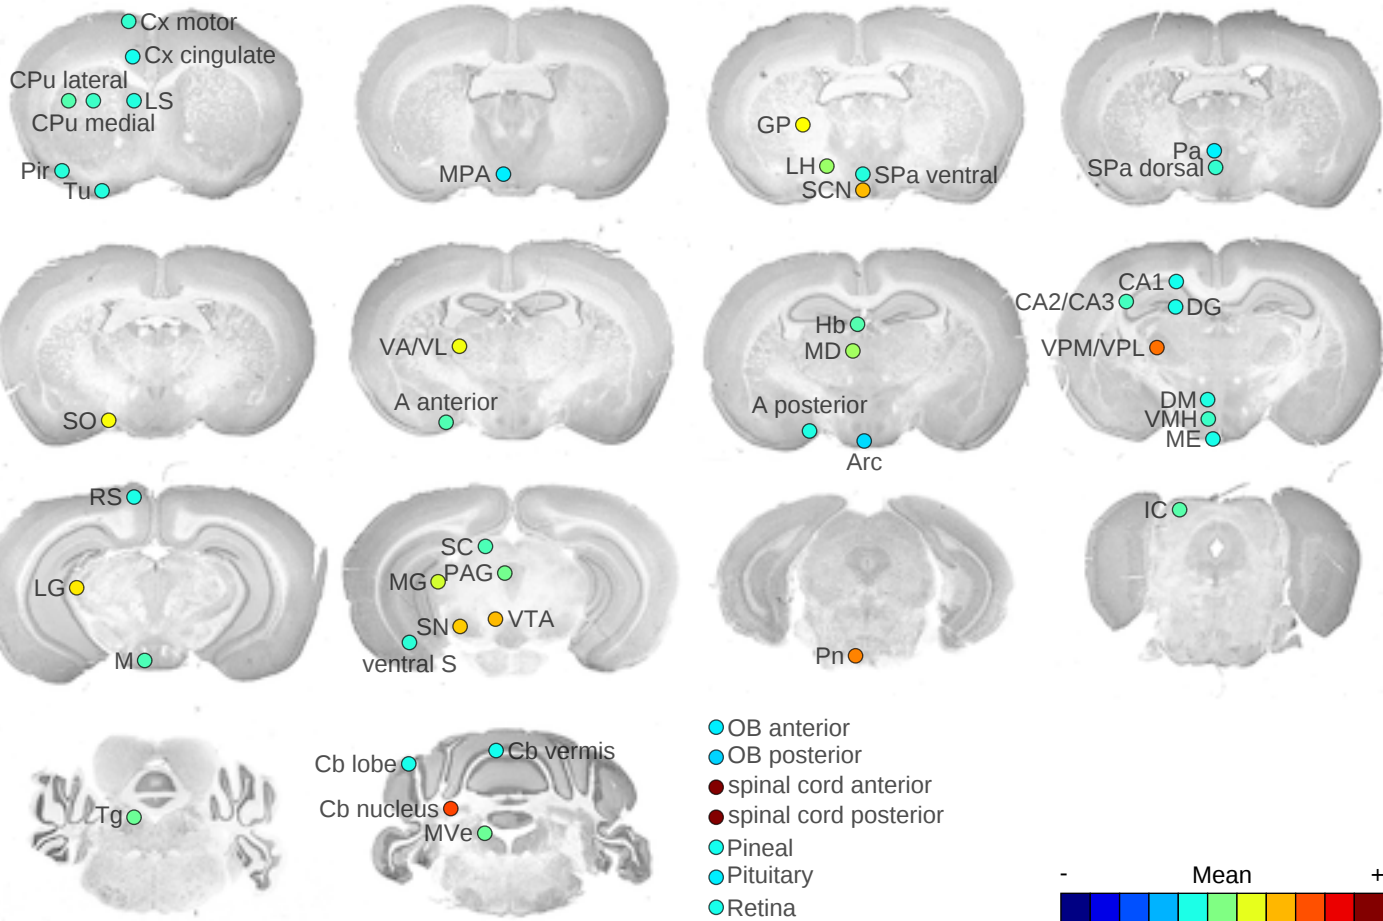 Cx motor
Cx cingulate
CPu lateral
LS
CPu medial
Pir
Tu
MPA
GP
LH
SPa ventral
SCN
Pa
SPa dorsal
SO
VA/VL
A anterior
Hb
MD
A posterior
Arc
CA1
CA2/CA3
DG
VPM/VPL
DM
VMH
ME
RS
LG
M
SC
PAG
MG
SN
VTA
ventral S
Pn
IC
Tg
Cb lobe
Cb vermis
Cb nucleus
MVe
OB anterior
OB posterior
spinal cord anterior
spinal cord posterior
Pineal
Pituitary
Retina
- Mean +